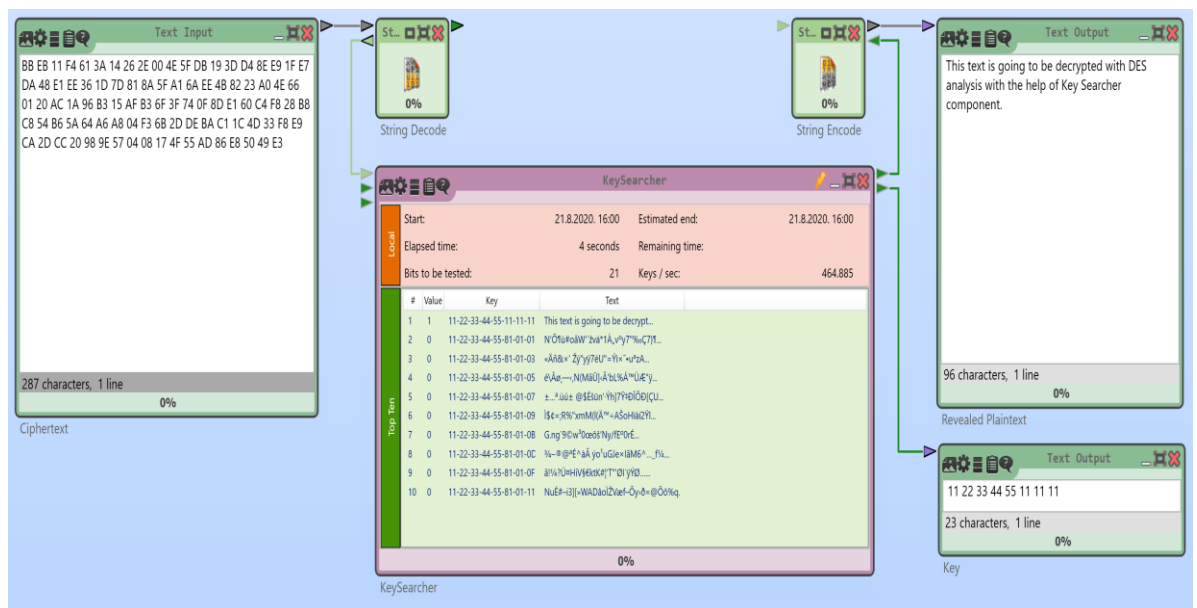 Text Input
BB EB 11 F4 61 3A 14 26 2E 00 4E 5F DB 19 3D D4 8E E9 1F E7
DA 48 E1 EE 36 1D 7D 81 8A 5F A1 6A EE 4B 82 23 A0 4E 66
01 20 AC 1A 96 B3 15 AF B3 6F 3F 74 0F 8D E1 60 C4 F8 28 B8
C8 54 B6 5A 64 A6 A8 04 F3 6B 2D DE BA C1 1C 4D 33 F8 E9
CA 2D CC 20 98 9E 57 04 08 17 4F 55 AD 86 E8 50 49 E3
287 characters, 1 line
0%
Ciphertext
St...
0%
String Decode
St...
0%
String Encode
Text Output
This text is going to be decrypted with DES
analysis with the help of Key Searcher
component.
96 characters, 1 line
0%
Revealed Plaintext
KeySearcher
Local
Start: 21.8.2020. 16:00 Estimated end: 21.8.2020. 16:00
Elapsed time: 4 seconds Remaining time:
Bits to be tested: 21 Keys / sec: 464.885
Top Ten
# Value Key Text
1 1 11-22-33-44-55-11-11-11 This text is going to be decrypt...
2 0 11-22-33-44-55-81-01-01
3 0 11-22-33-44-55-81-01-03
4 0 11-22-33-44-55-81-01-05
5 0 11-22-33-44-55-81-01-07
6 0 11-22-33-44-55-81-01-09
7 0 11-22-33-44-55-81-01-0B
8 0 11-22-33-44-55-81-01-0D
9 0 11-22-33-44-55-81-01-0F
10 0 11-22-33-44-55-81-01-11
0%
KeySearcher
Text Output
11 22 33 44 55 11 11 11
23 characters, 1 line
0%
Key